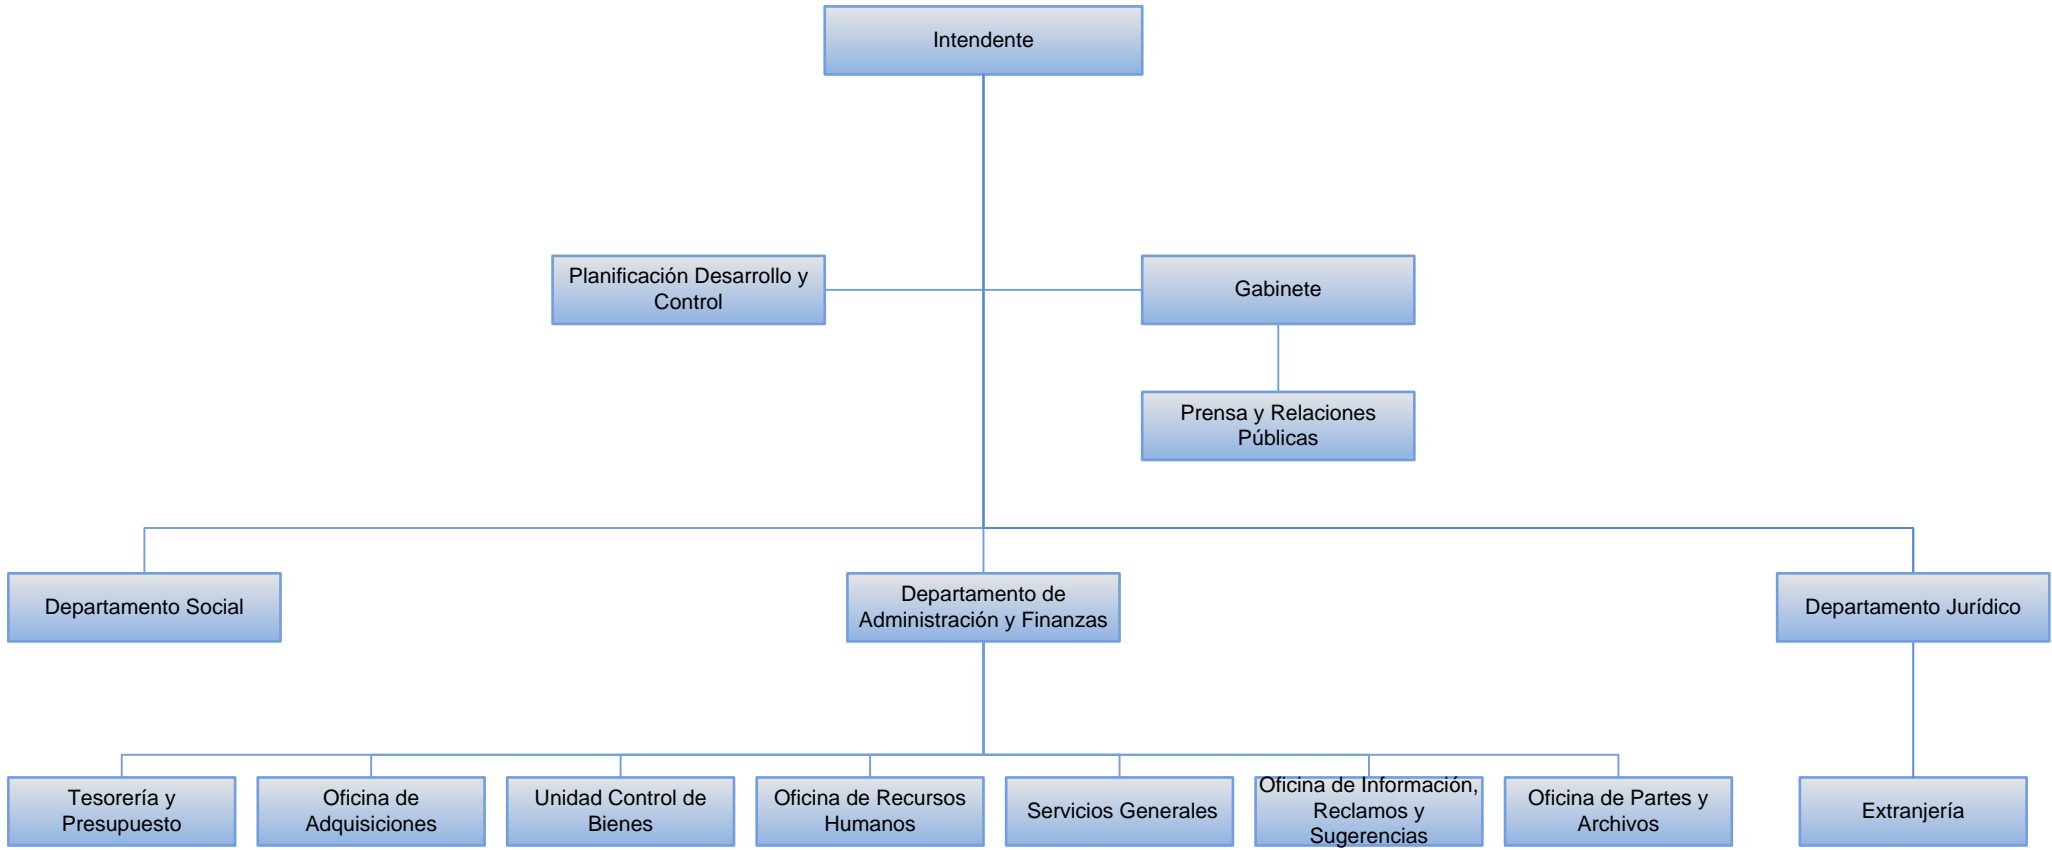 Intendente
Planificación Desarrollo y
Control
Gabinete
Prensa y Relaciones
Públicas
Departamento Social
Departamento de
Administración y Finanzas
Departamento Jurídico
Tesorería y
Presupuesto
Oficina de
Adquisiciones
Unidad Control de
Bienes
Oficina de Recursos
Humanos
Servicios Generales
Oficina de Información,
Reclamos y
Sugerencias
Oficina de Partes y
Archivos
Extranjería